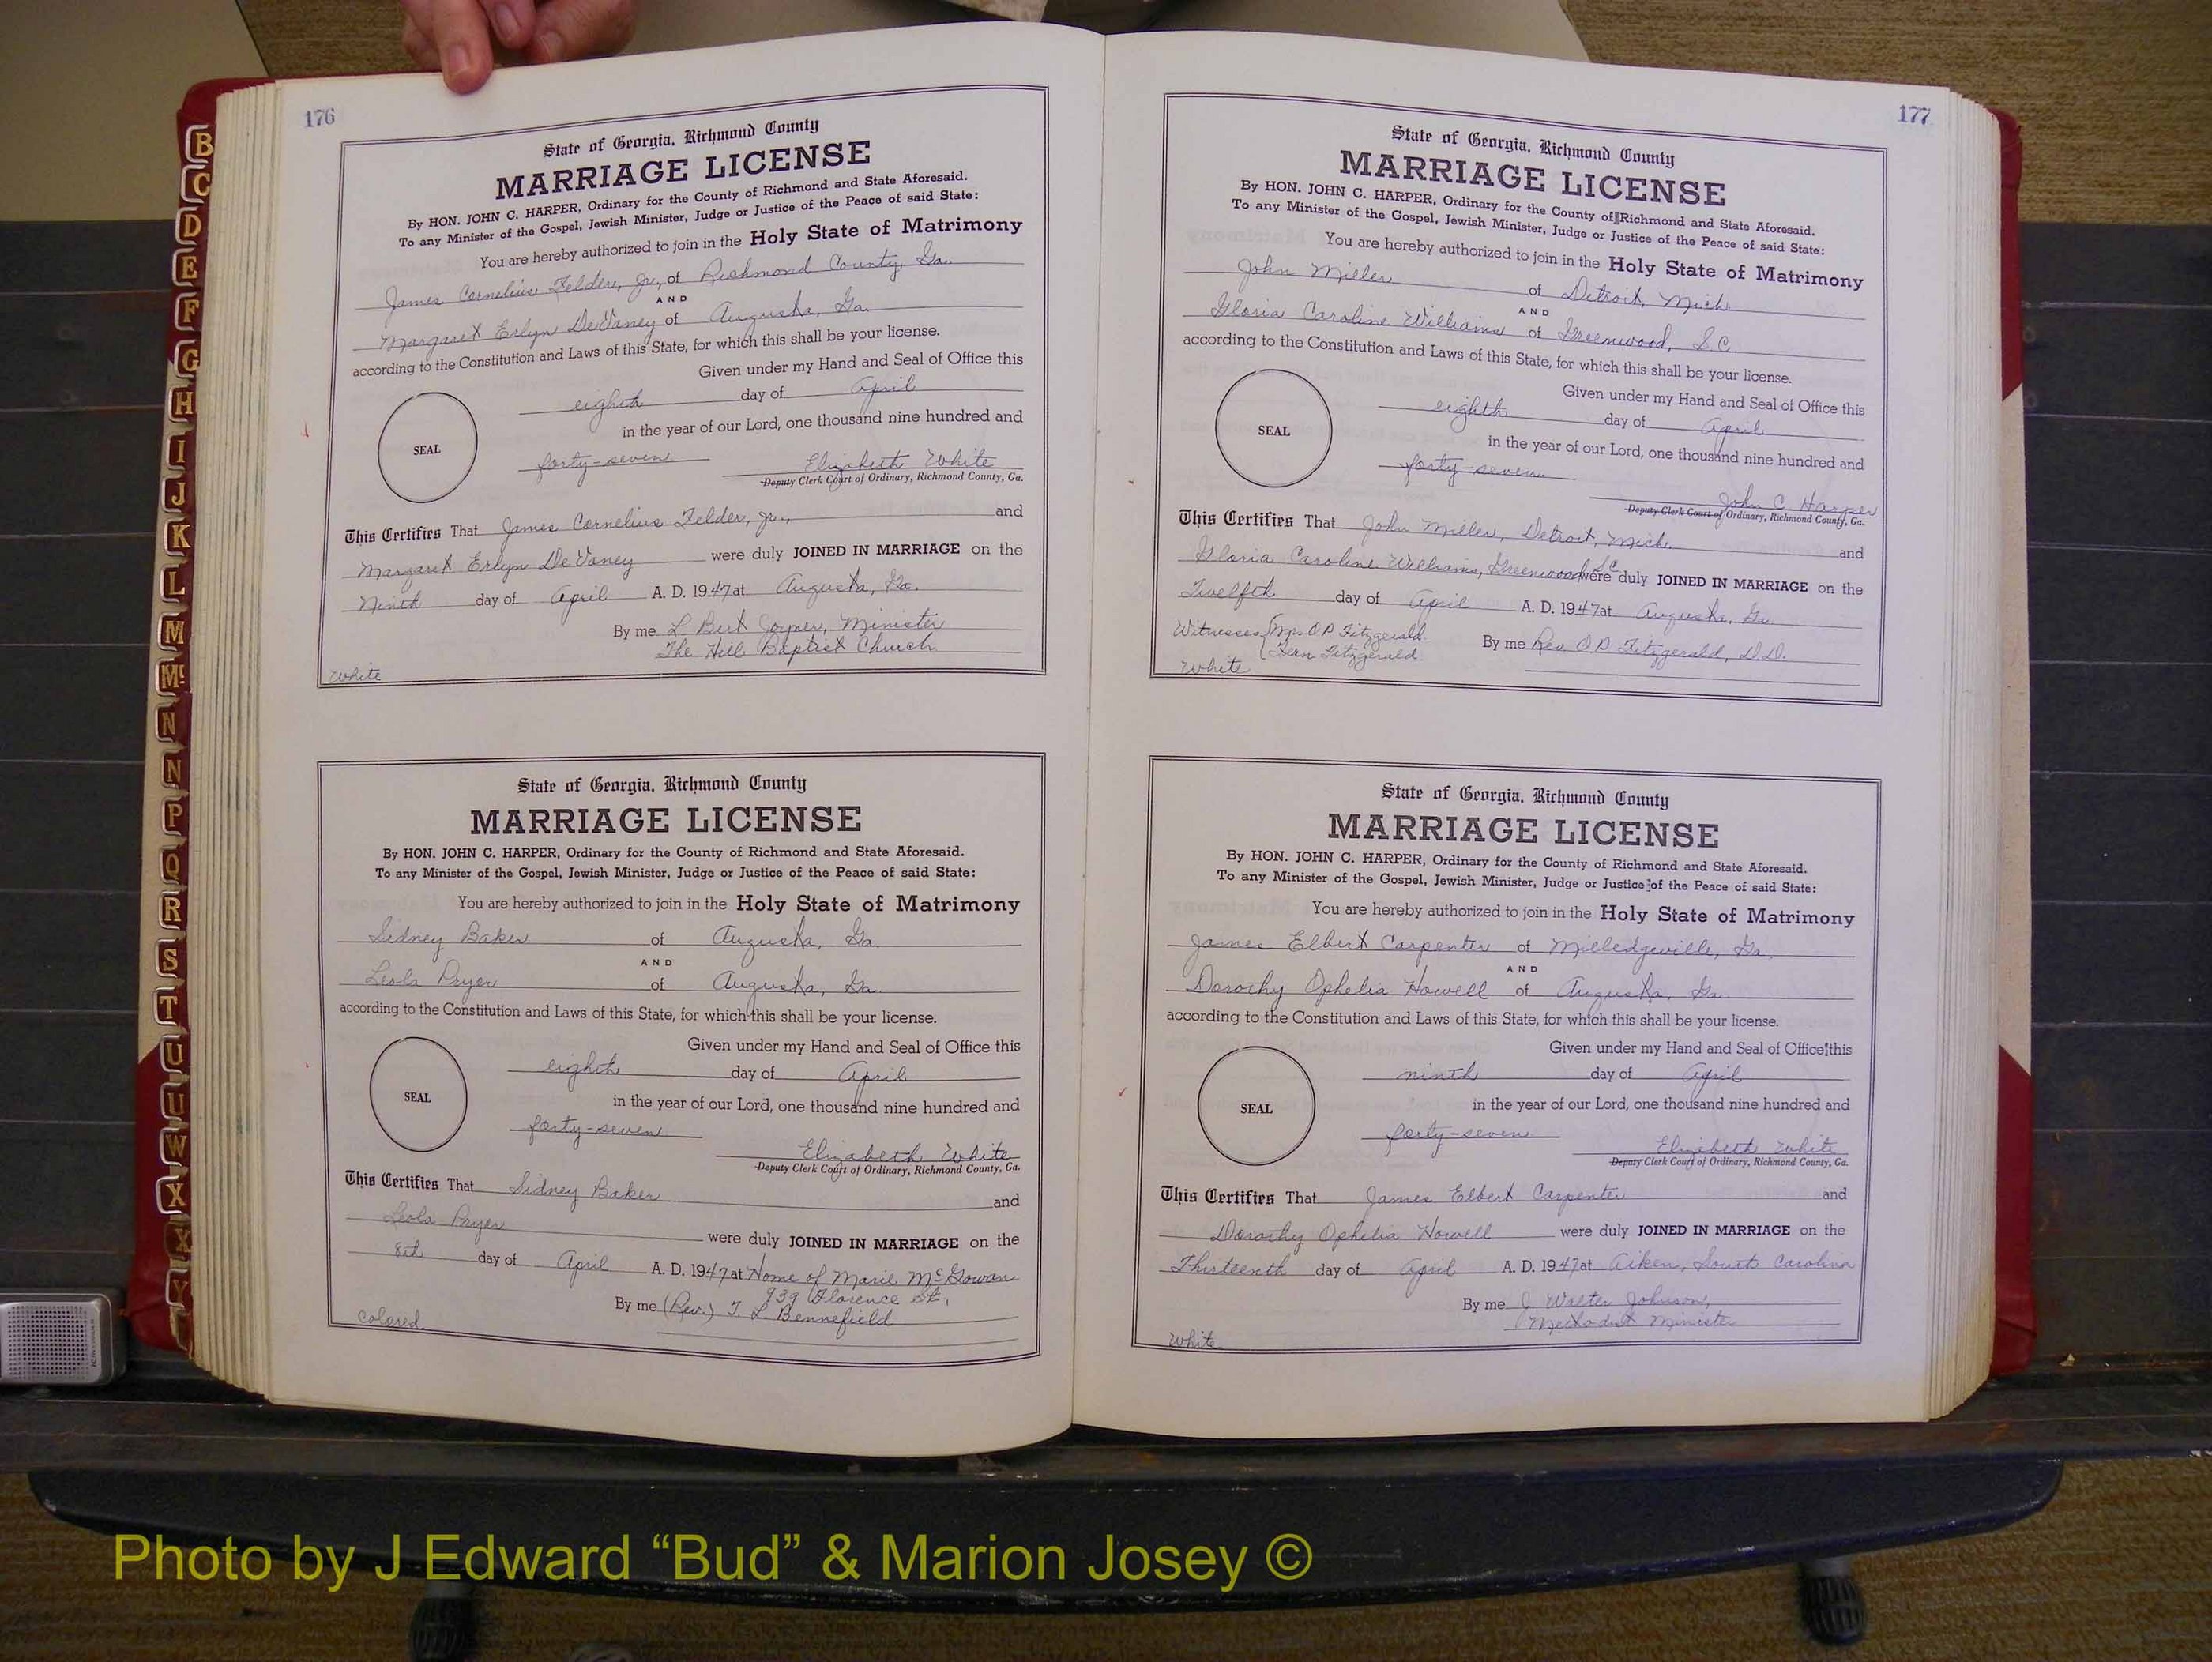 176
State of Georgia, Richmond County
MARRIAGE LICENSE
By HON. JOHN C. HARPER, Ordinary for the County of Richmond and State Aforesaid.
To any Minister of the Gospel, Jewish Minister, Judge or Justice of the Peace of said State:
You are hereby authorized to join in the Holy State of Matrimony
James Cornelius Felder, Jr., of Richmond County, Ga.
AND
Margaret Erlyn DeVaney of Augusta, Ga.
according to the Constitution and Laws of this State, for which this shall be your license.
Given under my Hand and Seal of Office this
eighth day of April
in the year of our Lord, one thousand nine hundred and
SEAL
forty-seven
Elizabeth White
Deputy Clerk Court of Ordinary, Richmond County, Ga.
This Certifies That James Cornelius Felder, Jr., and
Margaret Erlyn DeVaney were duly JOINED IN MARRIAGE on the
Ninth day of April A. D. 1947 at Augusta, Ga.
By me L Bert Joyner, Minister
The Hill Baptist Church
White
State of Georgia, Richmond County
MARRIAGE LICENSE
By HON. JOHN C. HARPER, Ordinary for the County of Richmond and State Aforesaid.
To any Minister of the Gospel, Jewish Minister, Judge or Justice of the Peace of said State:
You are hereby authorized to join in the Holy State of Matrimony
Sidney Baker of Augusta, Ga.
AND
Leola Pryor of Augusta, Ga.
according to the Constitution and Laws of this State, for which this shall be your license.
Given under my Hand and Seal of Office this
eighth day of April
SEAL
in the year of our Lord, one thousand nine hundred and
forty-seven
Elizabeth White
Deputy Clerk Court of Ordinary, Richmond County, Ga.
This Certifies That Sidney Baker and
Leola Pryor were duly JOINED IN MARRIAGE on the
8th day of April A. D. 1947 at Home of Marie McGowan
939 Florence St.,
By me (Rev.) T. L. Bennefield
Colored
177
State of Georgia, Richmond County
MARRIAGE LICENSE
By HON. JOHN C. HARPER, Ordinary for the County of Richmond and State Aforesaid.
To any Minister of the Gospel, Jewish Minister, Judge or Justice of the Peace of said State:
You are hereby authorized to join in the Holy State of Matrimony
John Miller of Detroit, Mich.
AND
Gloria Caroline Williams of Greenwood, S.C.
according to the Constitution and Laws of this State, for which this shall be your license.
Given under my Hand and Seal of Office this
eighth day of April
SEAL
in the year of our Lord, one thousand nine hundred and
forty-seven
John C. Harper
Deputy Clerk Court of Ordinary, Richmond County, Ga.
This Certifies That John Miller, Detroit, Mich. and
Gloria Caroline Williams, Greenwood, S.C. were duly JOINED IN MARRIAGE on the
Twelfth day of April A. D. 1947 at Augusta, Ga.
Witnesses Mrs. O.P. Fitzgerald
Fern Fitzgerald
By me Rev. O.P. Fitzgerald, D.D.
White
State of Georgia, Richmond County
MARRIAGE LICENSE
By HON. JOHN C. HARPER, Ordinary for the County of Richmond and State Aforesaid.
To any Minister of the Gospel, Jewish Minister, Judge or Justice of the Peace of said State:
You are hereby authorized to join in the Holy State of Matrimony
James Elbert Carpenter of Milledgeville, Ga.
AND
Dorothy Ophelia Howell of Augusta, Ga.
according to the Constitution and Laws of this State, for which this shall be your license.
Given under my Hand and Seal of Office this
ninth day of April
SEAL
in the year of our Lord, one thousand nine hundred and
forty-seven
Elizabeth White
Deputy Clerk Court of Ordinary, Richmond County, Ga.
This Certifies That James Elbert Carpenter and
Dorothy Ophelia Howell were duly JOINED IN MARRIAGE on the
Thirteenth day of April A. D. 1947 at Aiken, South Carolina
By me J Walter Johnson,
Methodist Minister
White
B
C
D
E
F
G
H
I
J
K
L
M
Mc
N
N
P
Q
R
S
T
U
U
W
X
X
Y
Photo by J Edward “Bud” & Marion Josey ©